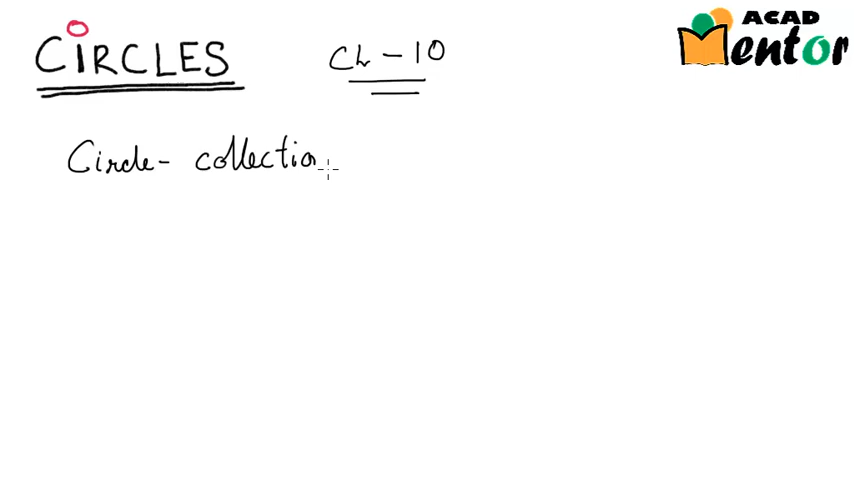 CiRCLES Ch - 10
ACAD
Mentor
Circle - collectio